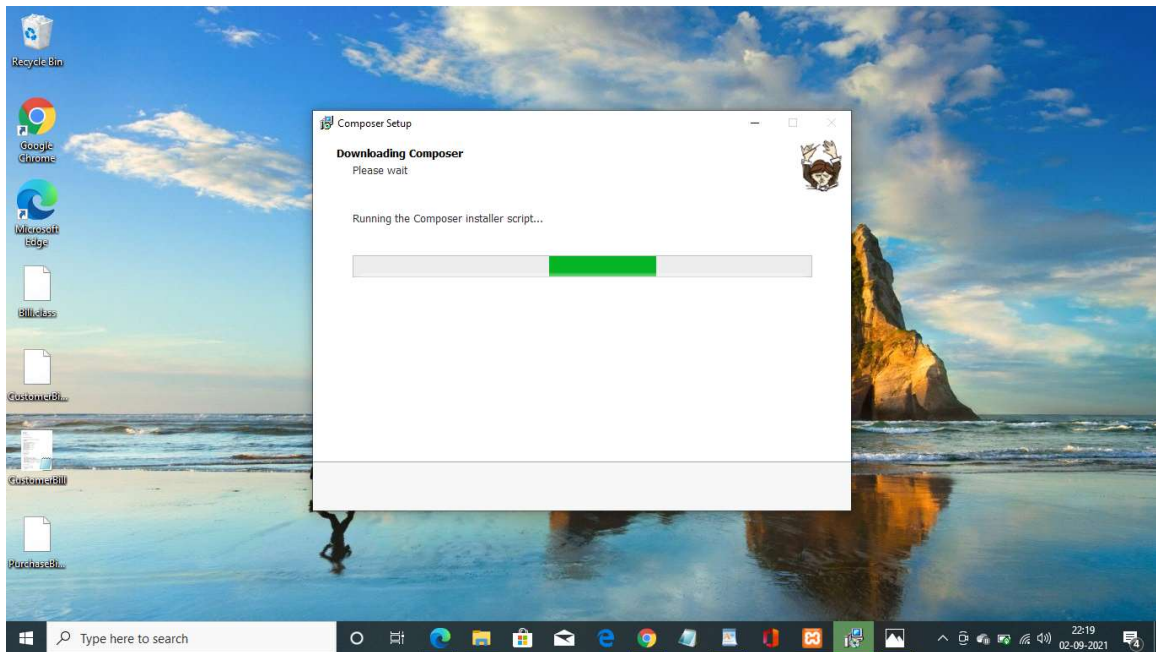 Recycle Bin
Google
Chrome
Microsoft
Edge
Bill.class
CustomerBi...
CustomerBill
PurchaseBi...
Composer Setup
Downloading Composer
Please wait
Running the Composer installer script...
Type here to search
22:19
02-09-2021
4